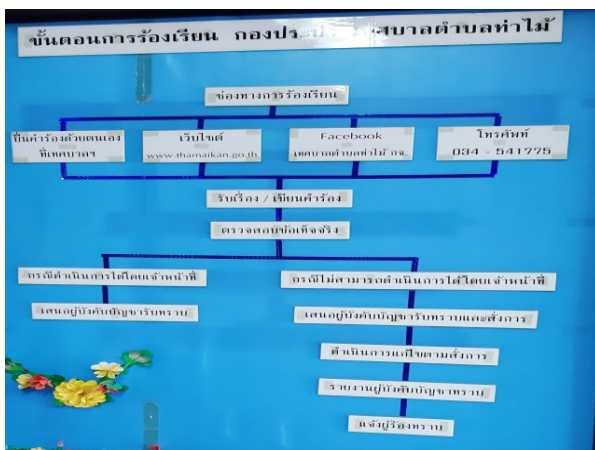 ขั้นตอนการร้องเรียน กองประปา เทศบาลตำบลท่าไม้
ช่องทางการร้องเรียน
ยื่นคำร้องด้วยตนเอง
ที่เทศบาลฯ
เว็บไซต์
www.thamaikan.go.th
Facebook
เทศบาลตำบลท่าไม้ กจ.
โทรศัพท์
034 - 541775
รับเรื่อง / เขียนคำร้อง
ตรวจสอบข้อเท็จจริง
กรณีดำเนินการได้โดยเจ้าหน้าที่
เสนอผู้บังคับบัญชารับทราบ
กรณีไม่สามารถดำเนินการได้โดยเจ้าหน้าที่
เสนอผู้บังคับบัญชารับทราบและสั่งการ
ดำเนินการแก้ไขตามสั่งการ
รายงานผู้บังคับบัญชาทราบ
แจ้งผู้ร้องทราบ